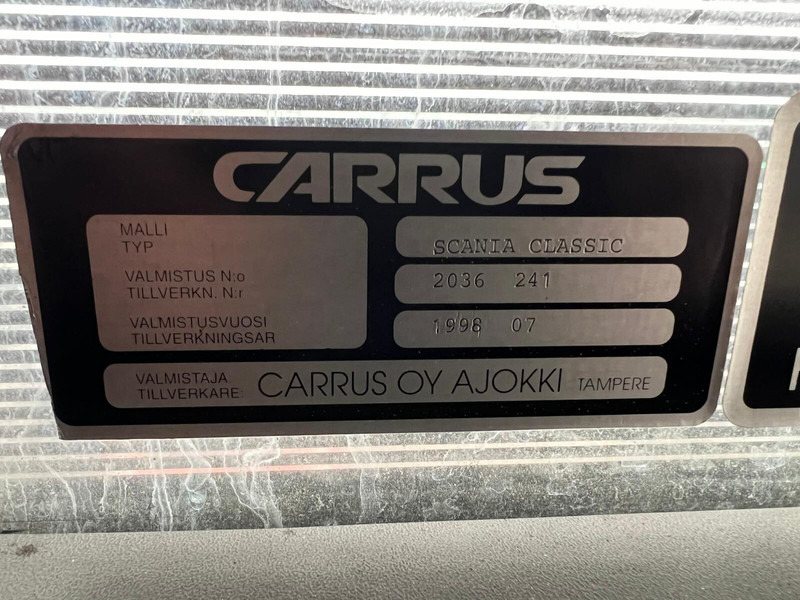 CARRUS
MALLI
TYP
SCANIA CLASSIC
VALMISTUS N:o
TILLVERKN. N:r
2036 241
VALMISTUSVUOSI
TILLVERKNINGSAR
1998 07
VALMISTAJA
TILLVERKARE
CARRUS OY AJOKKI TAMPERE